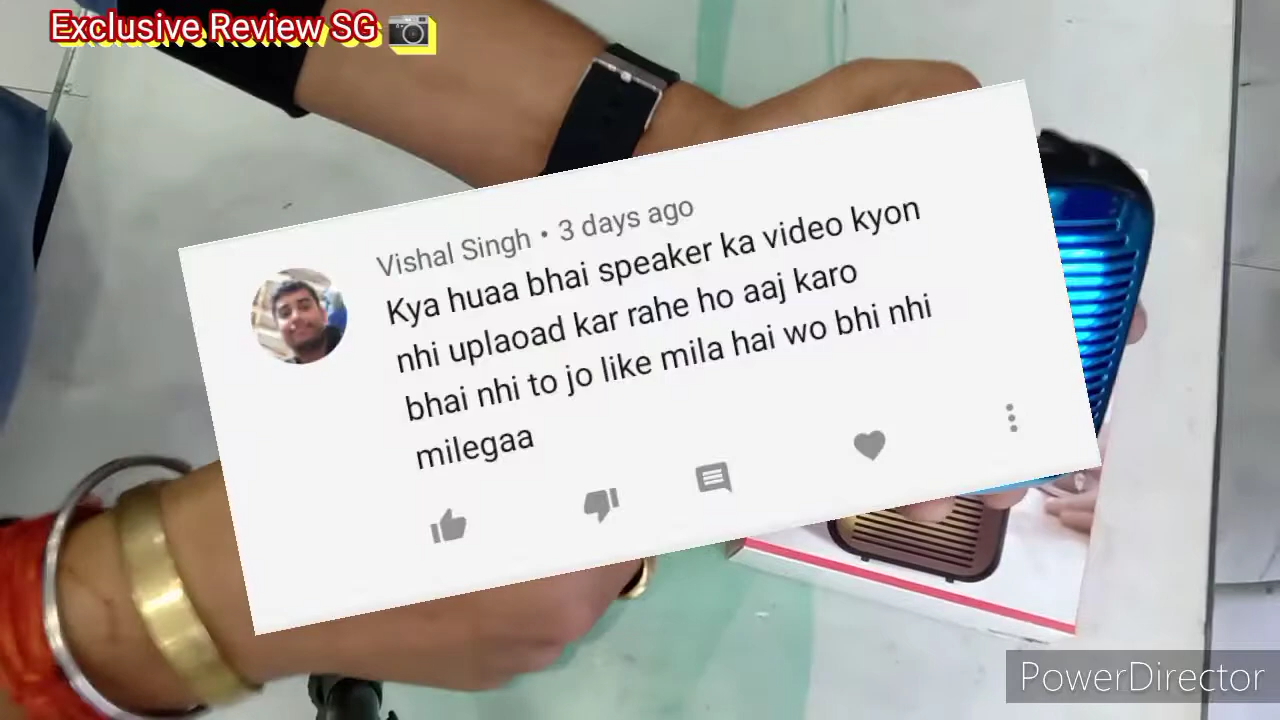 Exclusive Review SG
Vishal Singh • 3 days ago
Kya huaa bhai speaker ka video kyon
nhi uplaoad kar rahe ho aaj karo
bhai nhi to jo like mila hai wo bhi nhi
milegaa
PowerDirector